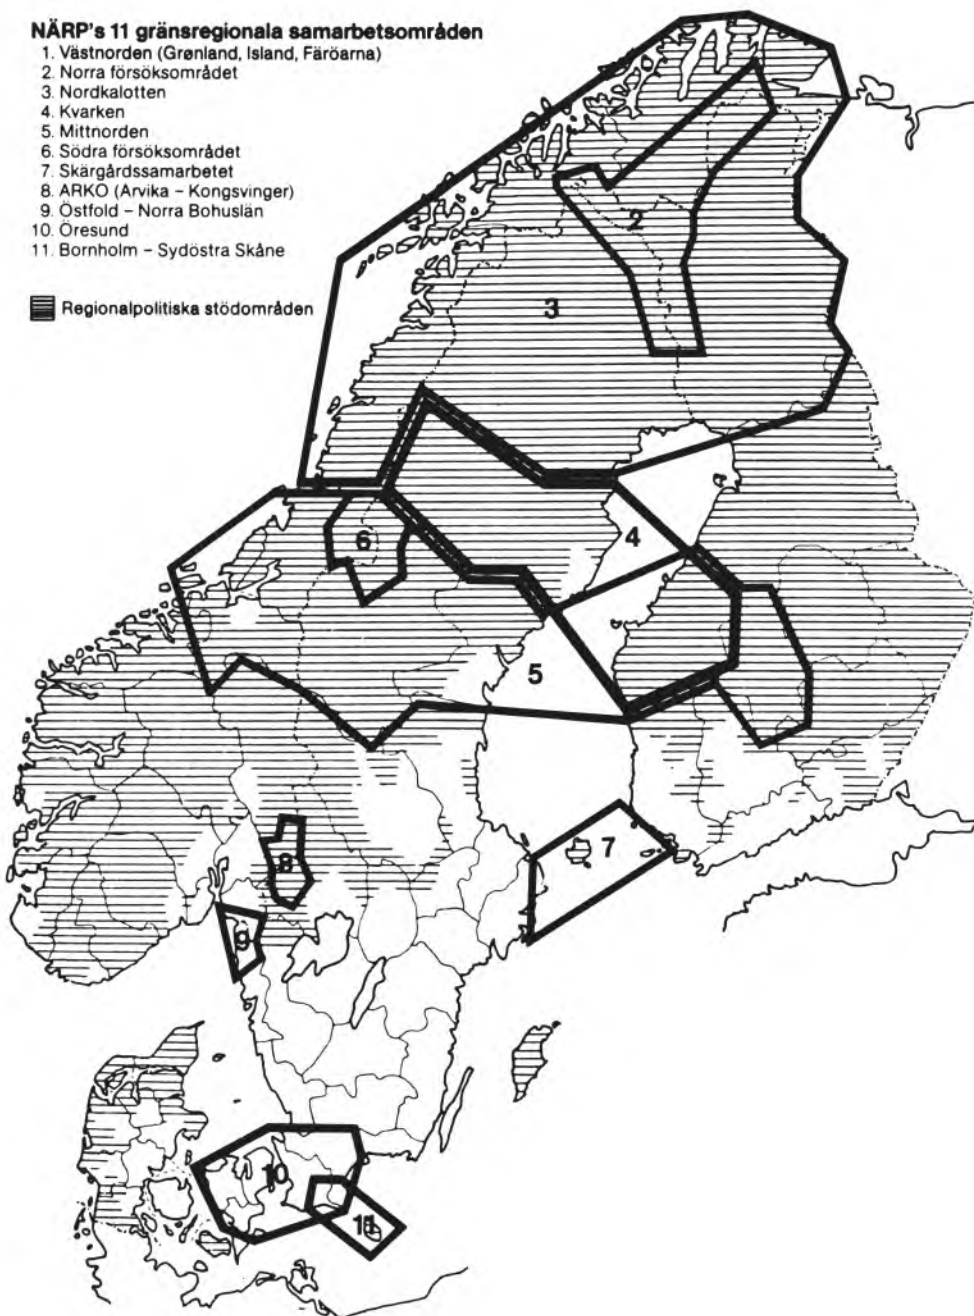 NÄRP's 11 gränsregionala samarbetsområden
1. Västnorden (Grønland, Island, Färöarna)
2. Norra försöksområdet
3. Nordkalotten
4. Kvarken
5. Mittnorden
6. Södra försöksområdet
7. Skärgårdssamarbetet
8. ARKO (Arvika – Kongsvinger)
9. Östfold – Norra Bohuslän
10. Öresund
11. Bornholm – Sydöstra Skåne
Regionalpolitiska stödområden
2
3
4
6
5
7
8
9
10
11